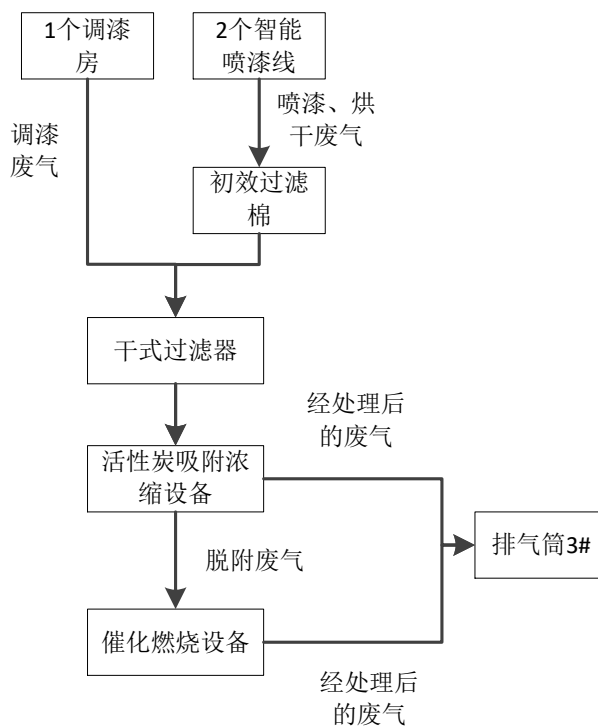 1个调漆
房
2个智能
喷漆线
调漆
废气
喷漆、烘
干废气
初效过滤
棉
干式过滤器
经处理后
的废气
活性炭吸附浓
缩设备
排气筒3#
脱附废气
催化燃烧设备
经处理后
的废气